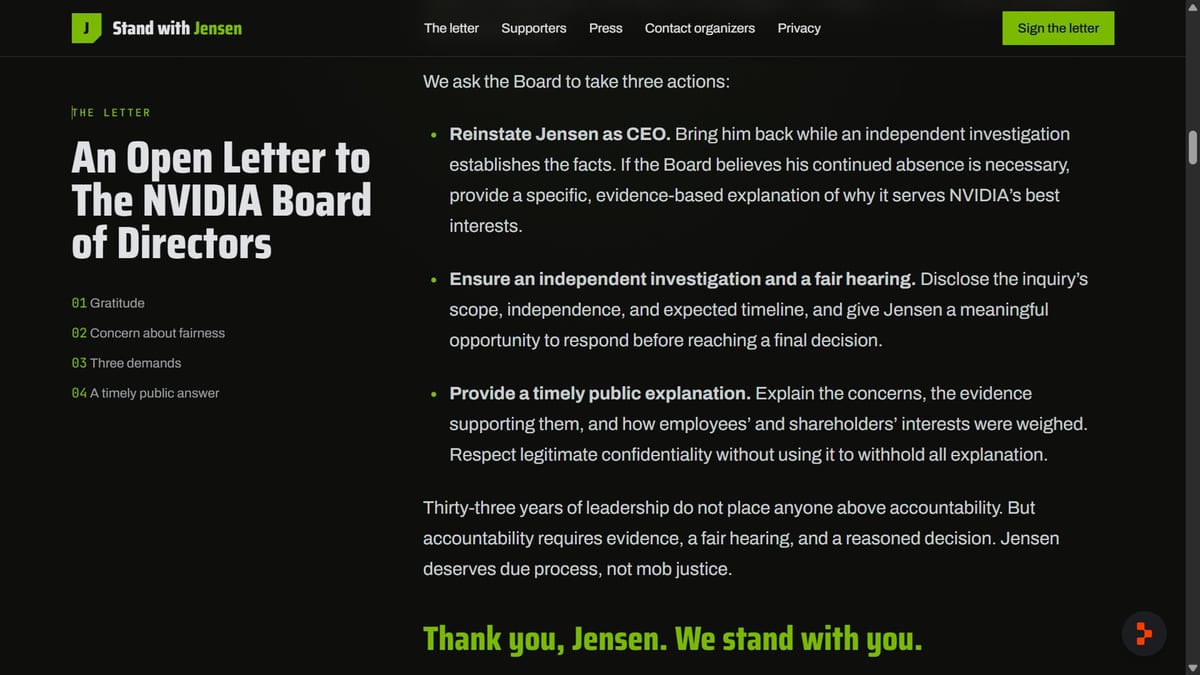 J
Stand with Jensen
The letter
Supporters
Press
Contact organizers
Privacy
Sign the letter
THE LETTER
An Open Letter to
The NVIDIA Board
of Directors
01 Gratitude
02 Concern about fairness
03 Three demands
04 A timely public answer
We ask the Board to take three actions:
• Reinstate Jensen as CEO. Bring him back while an independent investigation
establishes the facts. If the Board believes his continued absence is necessary,
provide a specific, evidence-based explanation of why it serves NVIDIA’s best
interests.
• Ensure an independent investigation and a fair hearing. Disclose the inquiry’s
scope, independence, and expected timeline, and give Jensen a meaningful
opportunity to respond before reaching a final decision.
• Provide a timely public explanation. Explain the concerns, the evidence
supporting them, and how employees’ and shareholders’ interests were weighed.
Respect legitimate confidentiality without using it to withhold all explanation.
Thirty-three years of leadership do not place anyone above accountability. But
accountability requires evidence, a fair hearing, and a reasoned decision. Jensen
deserves due process, not mob justice.
Thank you, Jensen. We stand with you.